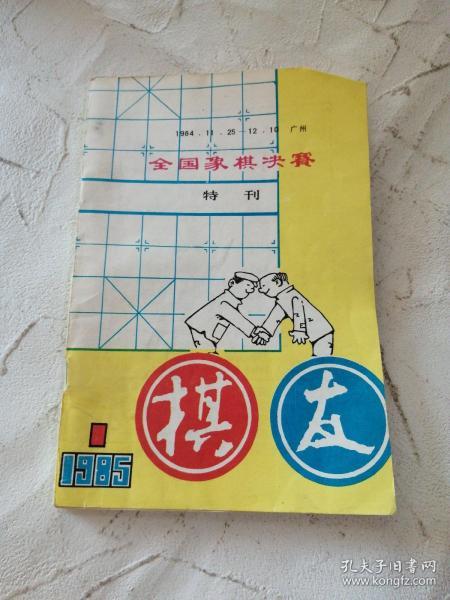 1984.11.25—12.10 广州
全国象棋决赛
特刊
棋友
1
1985
孔夫子旧书网
www.kongfz.com